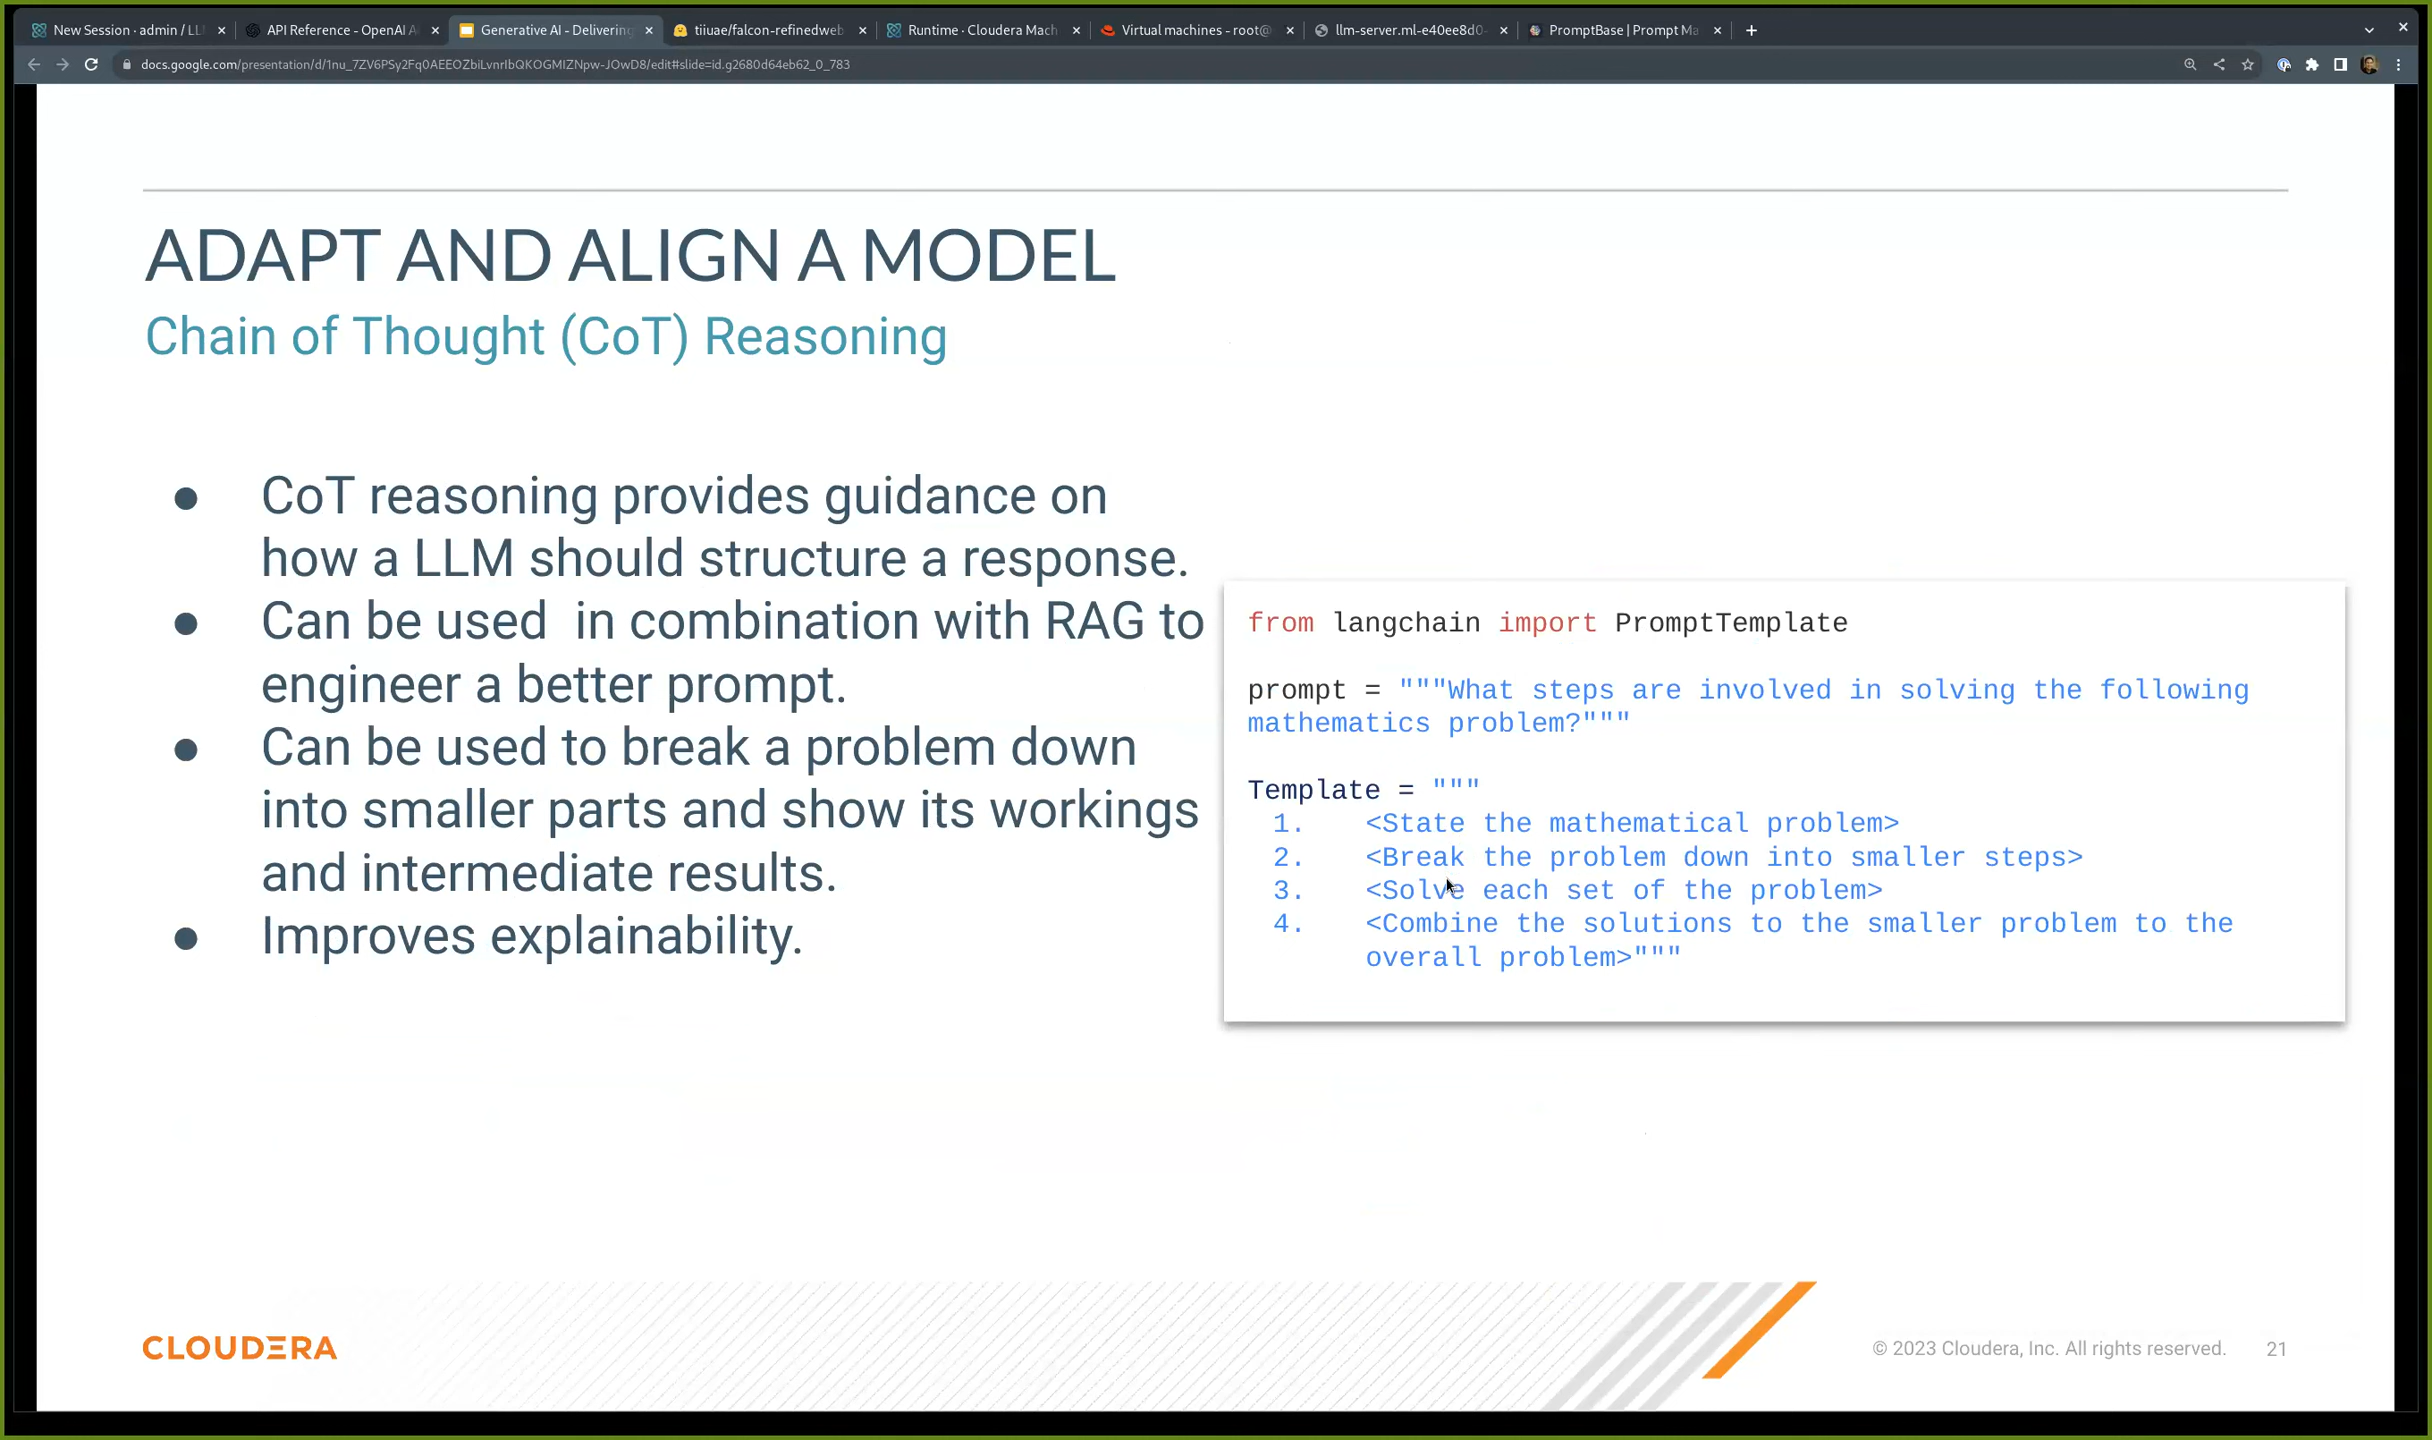 New Session · admin / LL
API Reference - OpenAI A
Generative AI - Delivering
tiiuae/falcon-refinedweb
Runtime · Cloudera Mach
Virtual machines - root@
llm-server.ml-e40ee8d0-
PromptBase | Prompt Ma
docs.google.com/presentation/d/1nu_7ZV6PSy2Fq0AEEOZbiLvnrIbQKOGMIZNpw-JOwD8/edit#slide=id.g2680d64eb62_0_783
ADAPT AND ALIGN A MODEL
Chain of Thought (CoT) Reasoning
● CoT reasoning provides guidance on
how a LLM should structure a response.
● Can be used  in combination with RAG to
engineer a better prompt.
● Can be used to break a problem down
into smaller parts and show its workings
and intermediate results.
● Improves explainability.
from langchain import PromptTemplate
prompt = """What steps are involved in solving the following
mathematics problem?"""
Template = """
1. <State the mathematical problem>
2. <Break the problem down into smaller steps>
3. <Solve each set of the problem>
4. <Combine the solutions to the smaller problem to the
overall problem>"""
CLOUDERA
© 2023 Cloudera, Inc. All rights reserved. 21